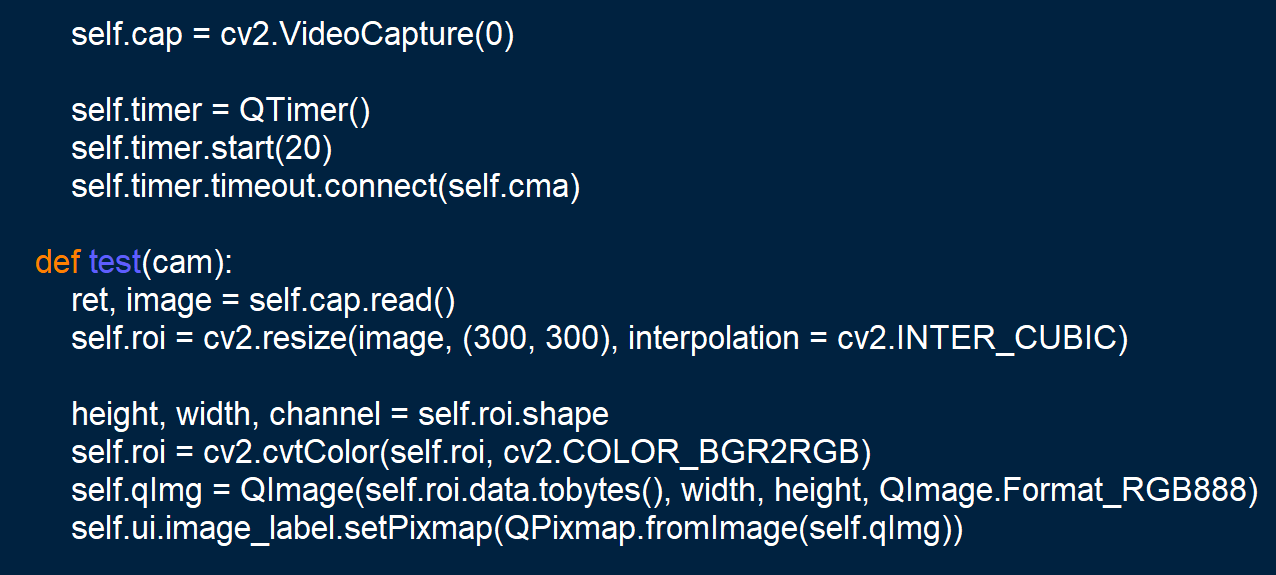 self.cap = cv2.VideoCapture(0)
self.timer = QTimer()
self.timer.start(20)
self.timer.timeout.connect(self.cma)
def test(cam):
ret, image = self.cap.read()
self.roi = cv2.resize(image, (300, 300), interpolation = cv2.INTER_CUBIC)
height, width, channel = self.roi.shape
self.roi = cv2.cvtColor(self.roi, cv2.COLOR_BGR2RGB)
self.qImg = QImage(self.roi.data.tobytes(), width, height, QImage.Format_RGB888)
self.ui.image_label.setPixmap(QPixmap.fromImage(self.qImg))